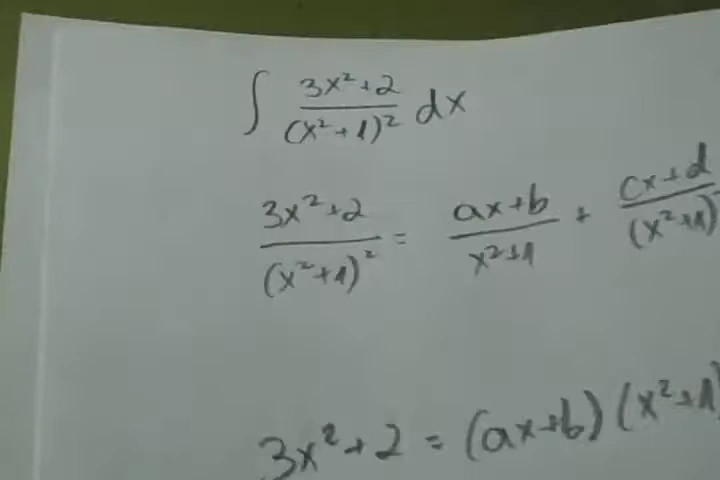 ∫ (3x²+2)/(x²+1)² dx
(3x²+2)/(x²+1)² = (ax+b)/(x²+1) + (cx+d)/(x²+1)
3x²+2 = (ax+b)(x²+1)